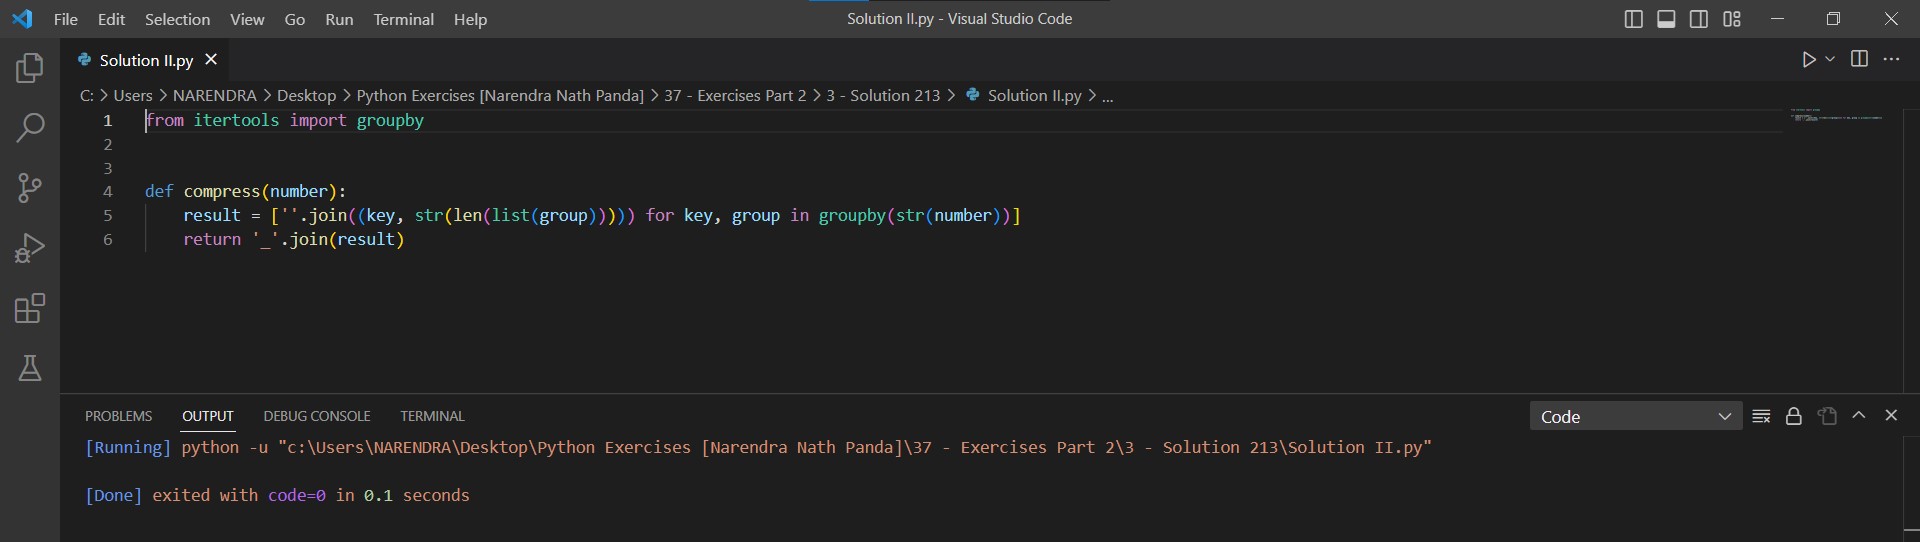 File Edit Selection View Go Run Terminal Help Solution II.py - Visual Studio Code
Solution II.py
C: > Users > NARENDRA > Desktop > Python Exercises [Narendra Nath Panda] > 37 - Exercises Part 2 > 3 - Solution 213 > Solution II.py > ...
1 from itertools import groupby
2
3
4 def compress(number):
5 result = [''.join((key, str(len(list(group))))) for key, group in groupby(str(number))]
6 return '_'.join(result)
PROBLEMS OUTPUT DEBUG CONSOLE TERMINAL Code
[Running] python -u "c:\Users\NARENDRA\Desktop\Python Exercises [Narendra Nath Panda]\37 - Exercises Part 2\3 - Solution 213\Solution II.py"
[Done] exited with code=0 in 0.1 seconds